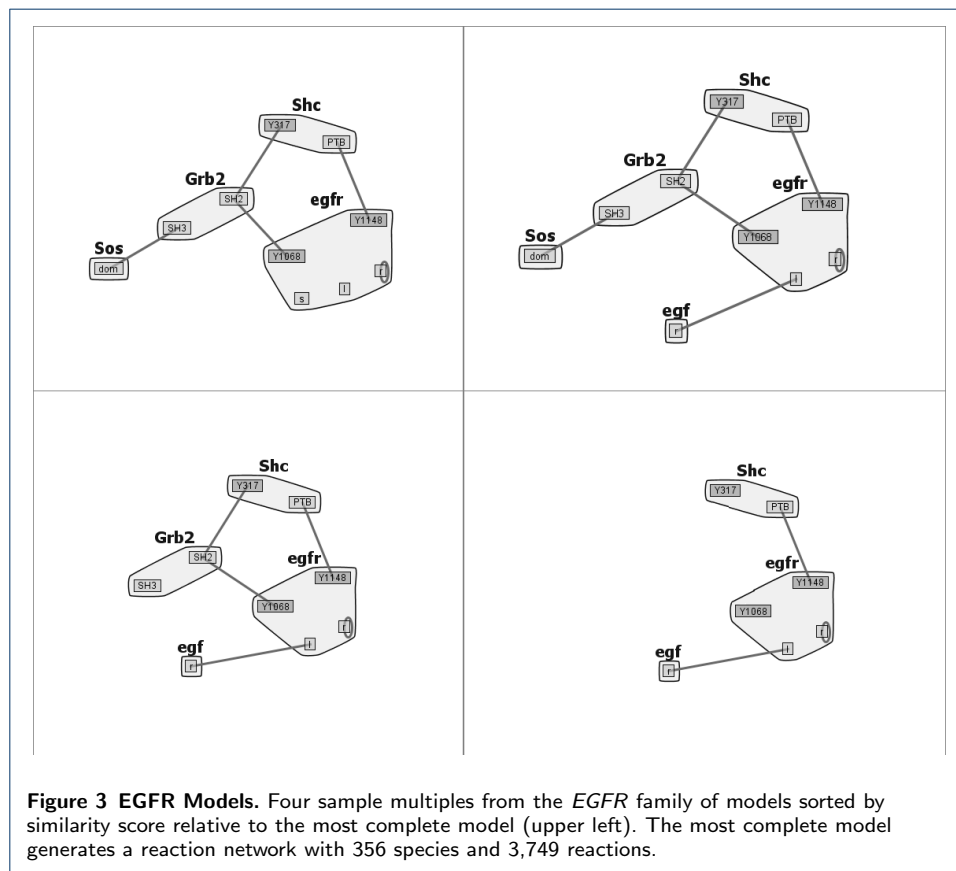 Shc
Y317
PTB
Grb2
SH2
egfr
SH3
Y1148
Sos
Y1068
dom
r
l
s
Shc
Y317
PTB
Grb2
SH2
egfr
SH3
Y1148
Y1068
dom
r
l
egf
r
Shc
Y317
PTB
Grb2
SH2
egfr
SH3
Y1148
Y1068
r
l
egf
r
Shc
Y317
PTB
egfr
Y1148
Y1068
r
l
egf
r
Sos
Figure 3 EGFR Models. Four sample multiples from the EGFR family of models sorted by
similarity score relative to the most complete model (upper left). The most complete model
generates a reaction network with 356 species and 3,749 reactions.